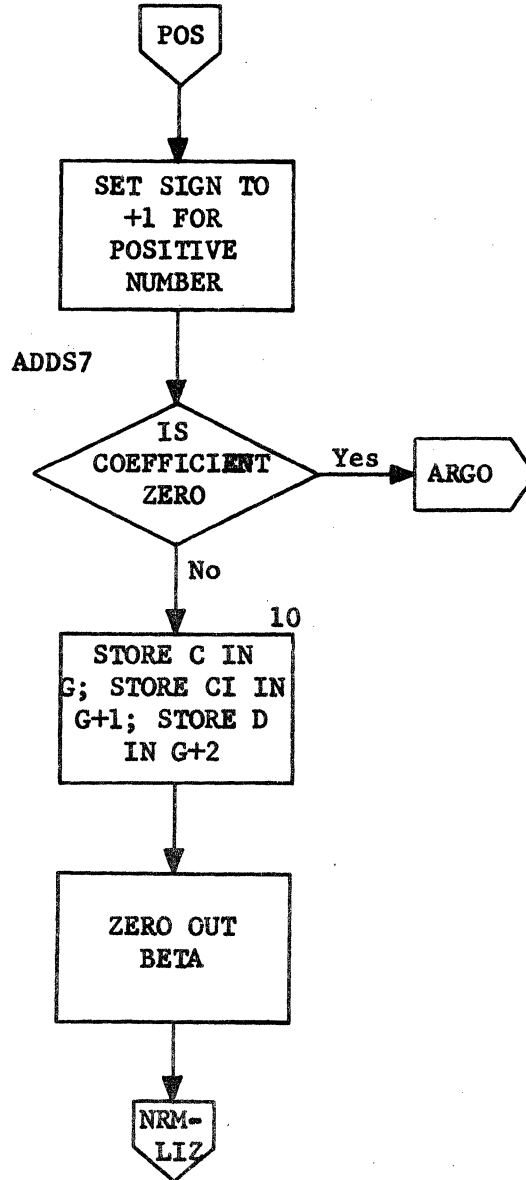 POS
SET SIGN TO
+1 FOR
POSITIVE
NUMBER
ADDS7
IS
COEFFICIENT
ZERO
Yes
ARGO
No
10
STORE C IN
G; STORE CI IN
G+1; STORE D
IN G+2
ZERO OUT
BETA
NRM-
LIZ